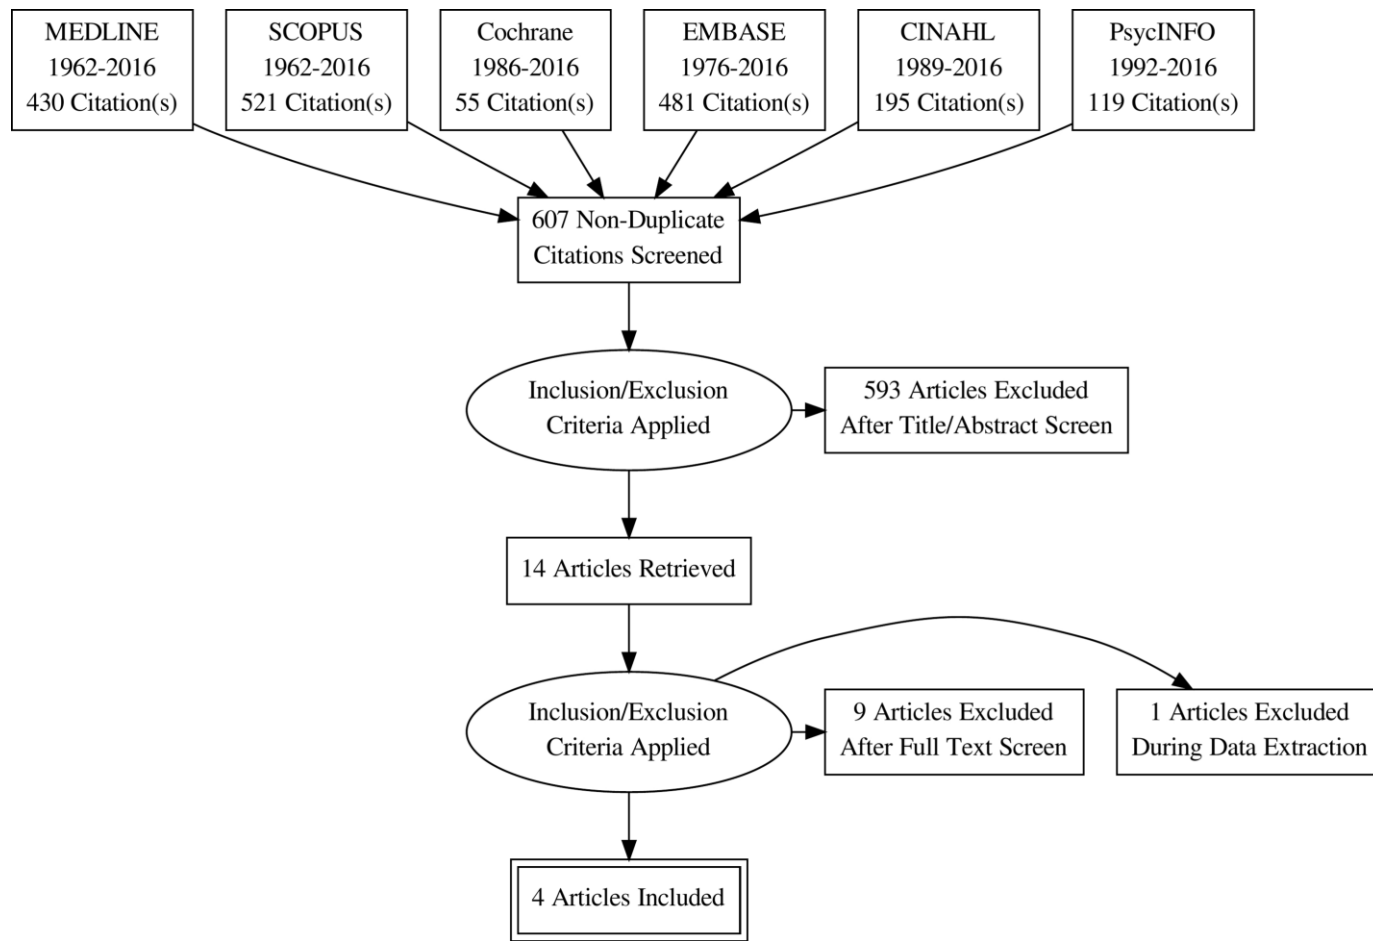 MEDLINE
1962-2016
430 Citation(s)
SCOPUS
1962-2016
521 Citation(s)
Cochrane
1986-2016
55 Citation(s)
EMBASE
1976-2016
481 Citation(s)
CINAHL
1989-2016
195 Citation(s)
PsycINFO
1992-2016
119 Citation(s)
607 Non-Duplicate
Citations Screened
Inclusion/Exclusion
Criteria Applied
593 Articles Excluded
After Title/Abstract Screen
14 Articles Retrieved
Inclusion/Exclusion
Criteria Applied
9 Articles Excluded
After Full Text Screen
1 Articles Excluded
During Data Extraction
4 Articles Included